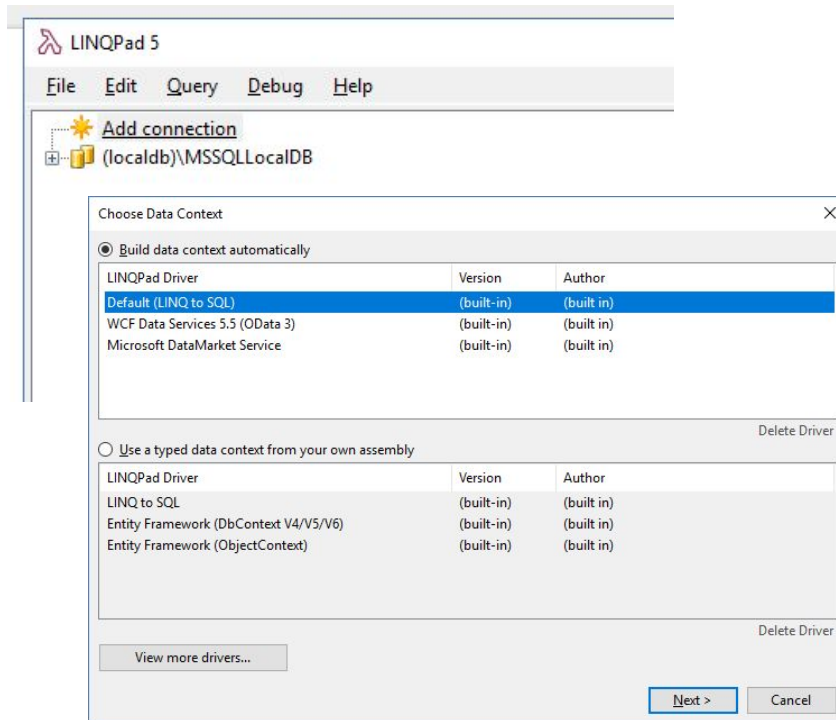 LINQPad 5
File Edit Query Debug Help
Add connection
(localdb)\MSSQLLocalDB
Choose Data Context
Build data context automatically
LINQPad Driver Version Author
Default (LINQ to SQL) (built-in) (built in)
WCF Data Services 5.5 (OData 3) (built-in) (built in)
Microsoft DataMarket Service (built-in) (built in)
Delete Driver
Use a typed data context from your own assembly
LINQPad Driver Version Author
LINQ to SQL (built-in) (built in)
Entity Framework (DbContext V4/V5/V6) (built-in) (built in)
Entity Framework (ObjectContext) (built-in) (built in)
Delete Driver
View more drivers...
Next > Cancel